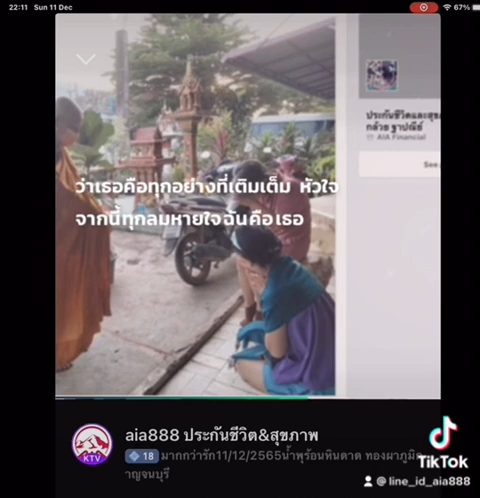 22:11 Sun 11 Dec
67%
ประกันชีวิตและสุข
กล้วย ฐาปณีย์
AIA Financial
See
ว่าเธอคือทุกอย่างที่เติมเต็ม หัวใจ
จากนี้ทุกลมหายใจฉันคือเธอ
aia888 ประกันชีวิต&สุขภาพ
KTV
18 มากกว่ารัก11/12/2565น้ำพุร้อนหินดาด ทองผาภูมิ
าญจนบุรี
TikTok
@ line_id_aia888